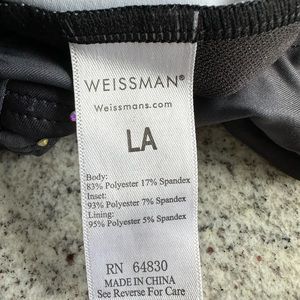 WEISSMAN®
Weissmans.com
LA
Body:
83% Polyester 17% Spandex
Inset:
93% Polyester 7% Spandex
Lining:
95% Polyester 5% Spandex
RN 64830
MADE IN CHINA
See Reverse For Care